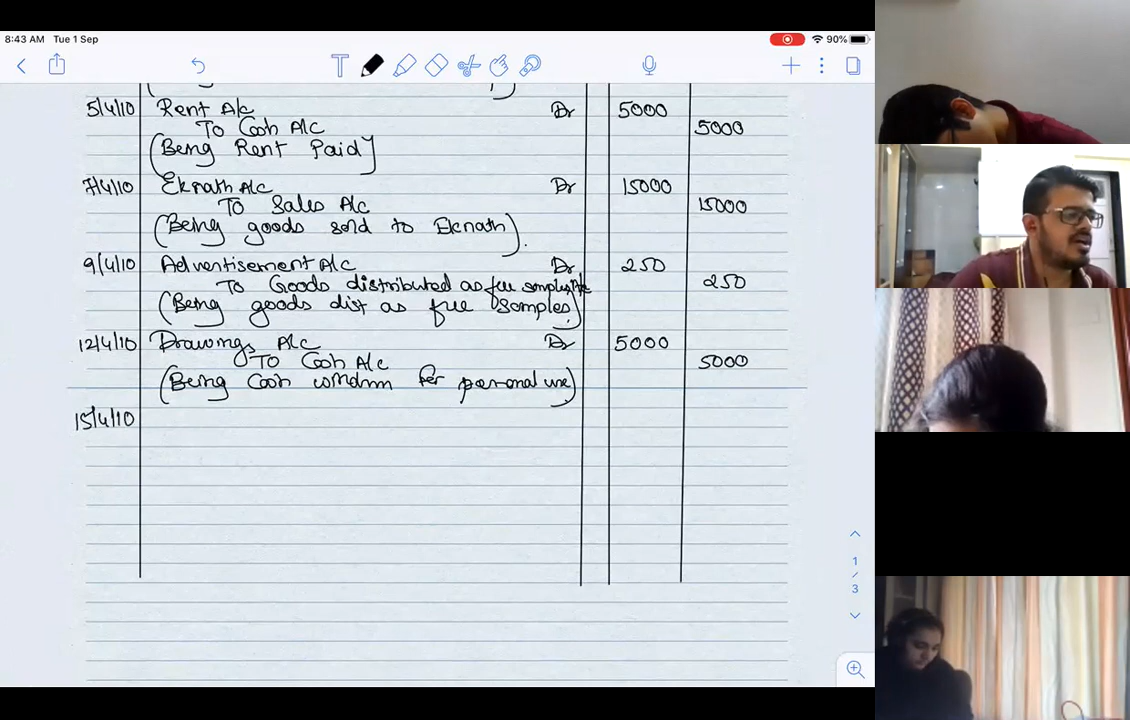 8:43 AM Tue 1 Sep
90%
5/4/10 Rent A/c Dr 5000
To Cash A/c 5000
(Being Rent Paid)
7/4/10 Eknath A/c Dr 15000
To Sales A/c 15000
(Being goods sold to Eknath).
9/4/10 Advertisement A/c Dr 250
To Goods distributed as free samples A/c 250
(Being goods dist as free samples)
12/4/10 Drawings A/c Dr 5000
To Cash A/c 5000
(Being Cash withdrn for personal use)
15/4/10
1
/
3